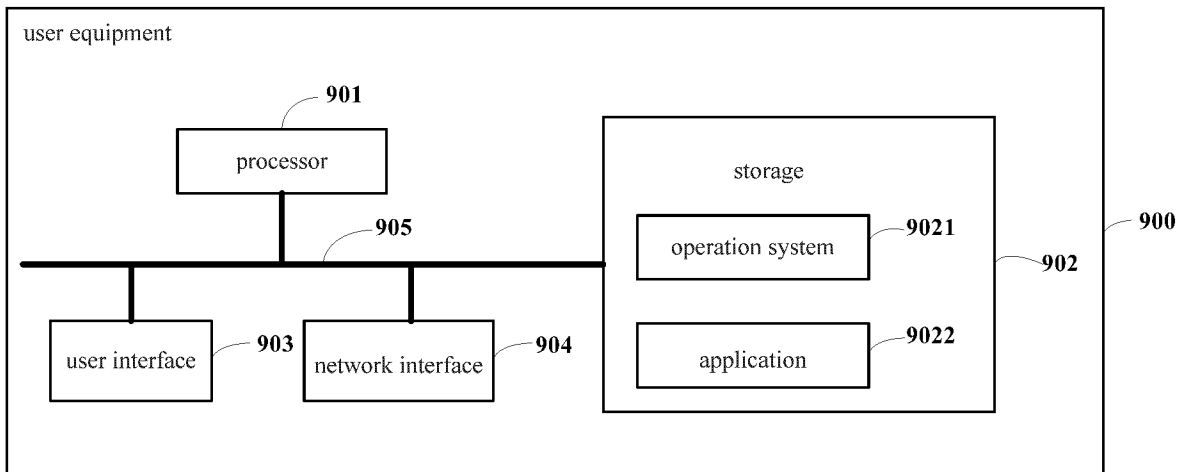 user equipment
901
processor
storage
905
9021
operation system
900
902
user interface
903
network interface
904
9022
application